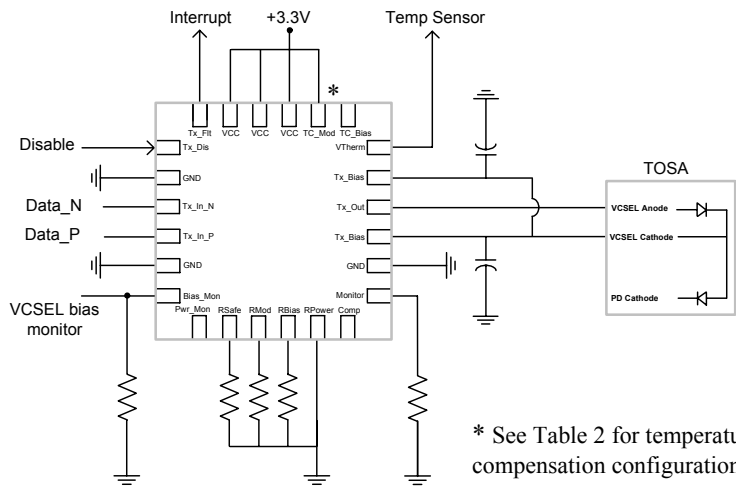 Interrupt
+3.3V
Temp Sensor
*
Tx_Flt
VCC
VCC
VCC
TC_Mod
TC_Bias
Disable
Tx_Dis
VTherm
GND
Tx_Bias
TOSA
Data_N
Tx_In_N
Tx_Out
VCSEL Anode
Data_P
Tx_In_P
Tx_Bias
VCSEL Cathode
GND
GND
Bias_Mon
Monitor
PD Cathode
VCSEL bias
monitor
Pwr_Mon
RSafe
RMod
RBias
RPower
Comp
* See Table 2 for
compensation configuration